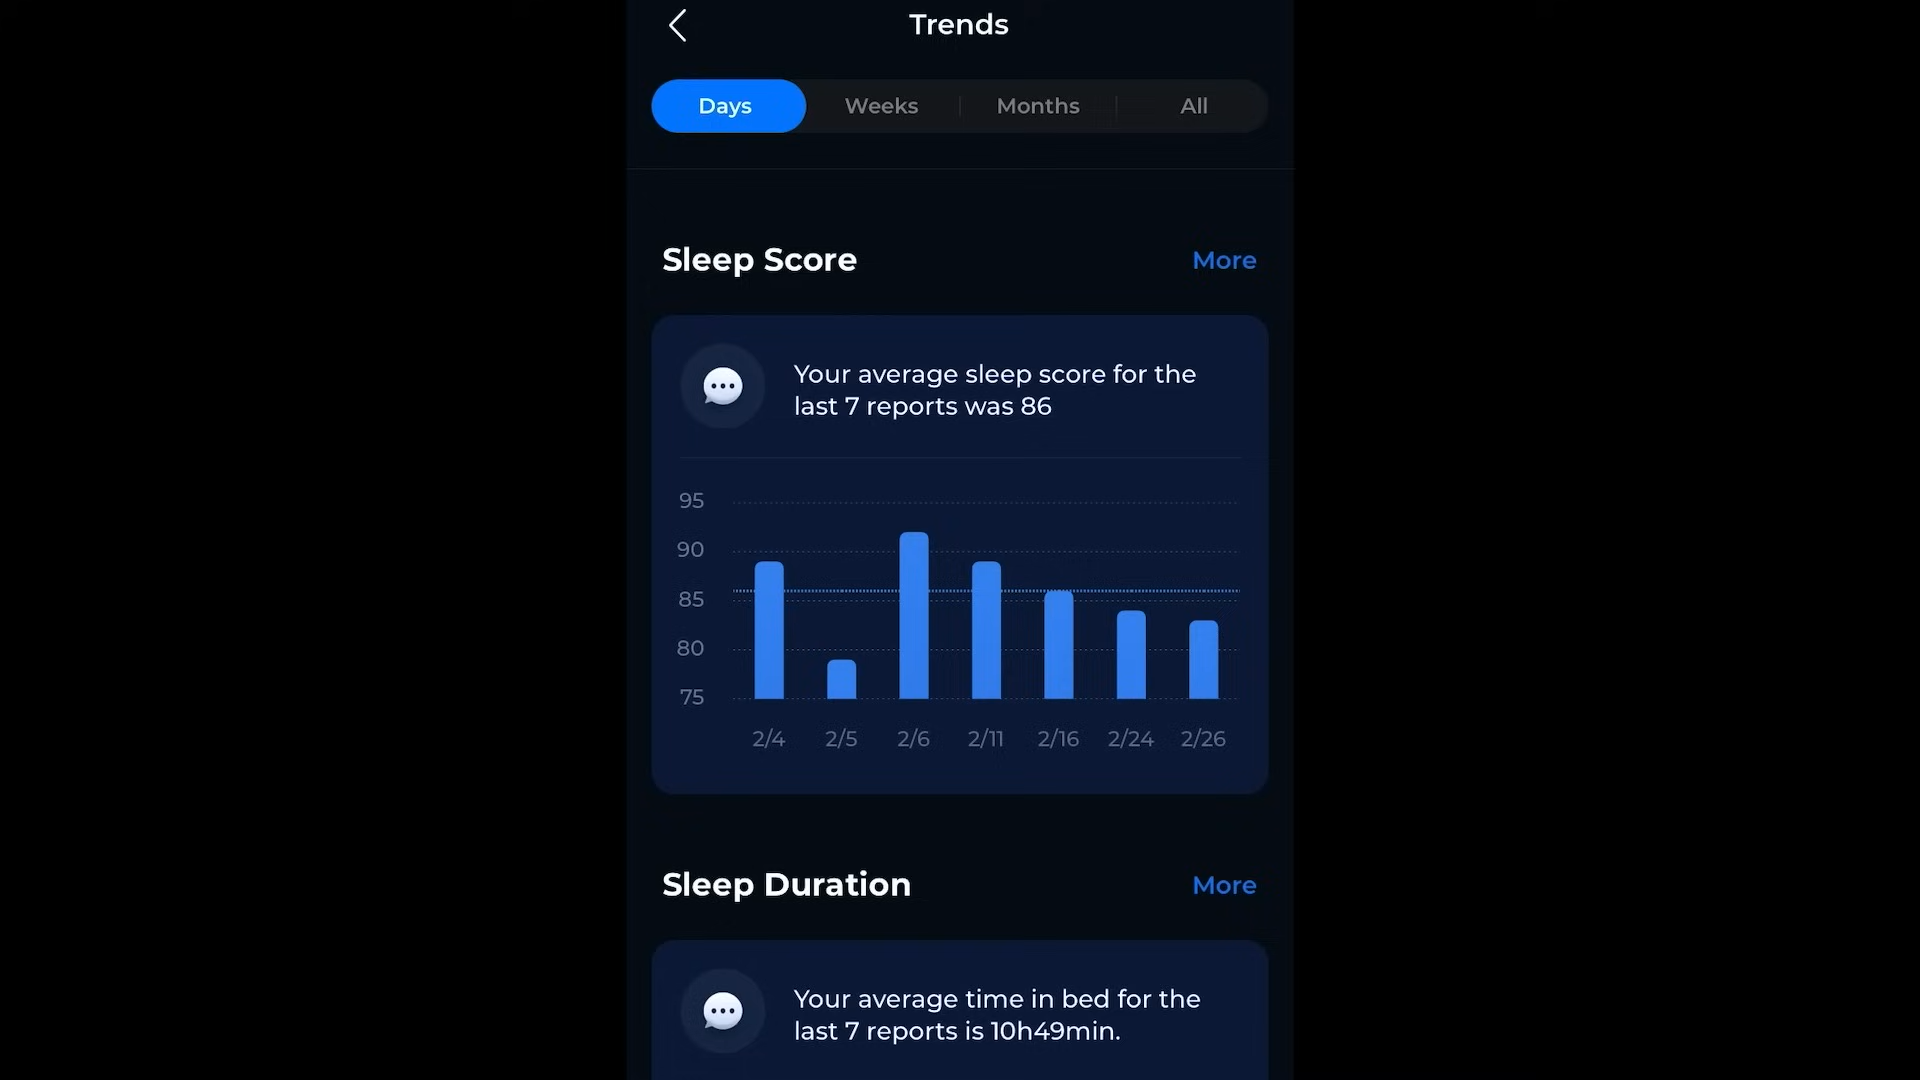 Trends
Days Weeks Months All
Sleep Score More
Your average sleep score for the
last 7 reports was 86
95
90
85
80
75
2/4 2/5 2/6 2/11 2/16 2/24 2/26
Sleep Duration More
Your average time in bed for the
last 7 reports is 10h49min.